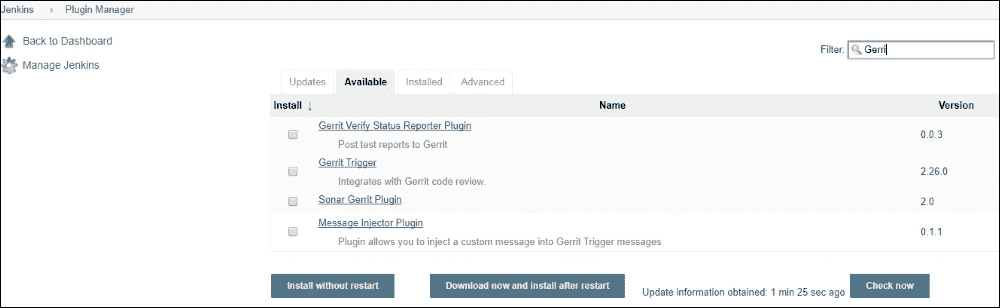 Jenkins › Plugin Manager
Back to Dashboard
Manage Jenkins
Filter: Gerri
Updates Available Installed Advanced
Install ↓ Name Version
Gerrit Verify Status Reporter Plugin
Post test reports to Gerrit
0.0.3
Gerrit Trigger
Integrates with Gerrit code review.
2.26.0
Sonar Gerrit Plugin 2.0
Message Injector Plugin
Plugin allows you to inject a custom message into Gerrit Trigger messages
0.1.1
Install without restart Download now and install after restart Update information obtained: 1 min 25 sec ago Check now